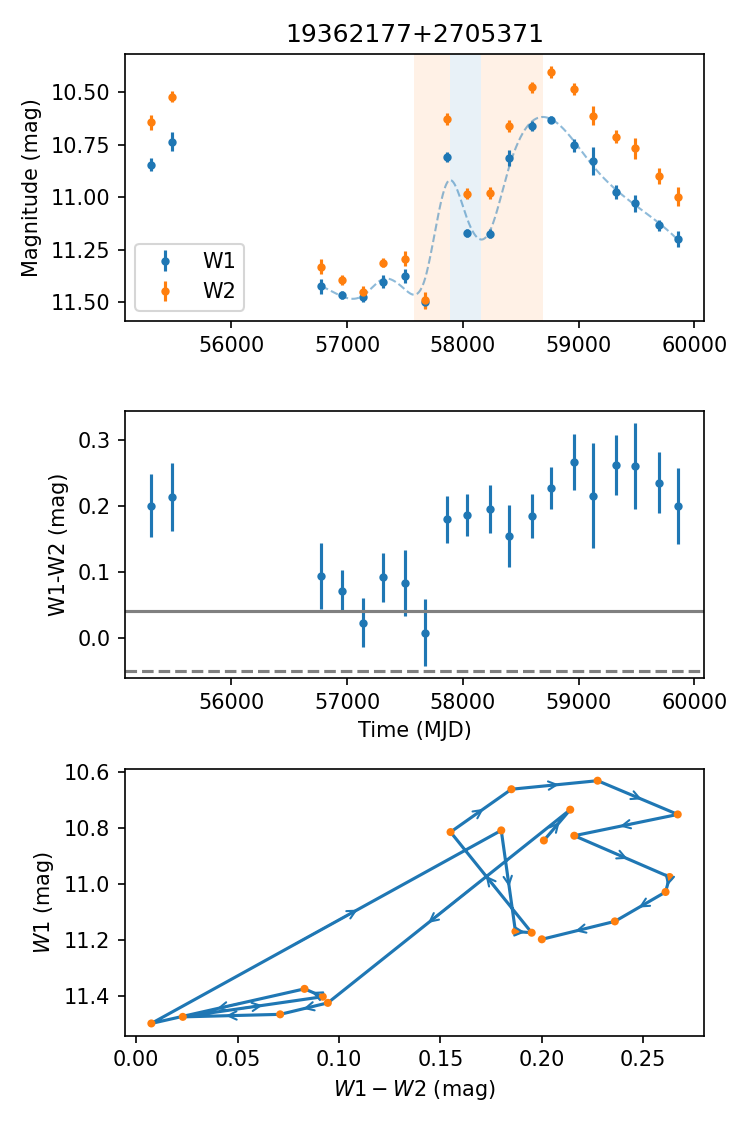 19362177+2705371
Magnitude (mag)
10.50
10.75
11.00
11.25
11.50
W1
W2
56000 57000 58000 59000 60000
W1-W2 (mag)
0.3
0.2
0.1
0.0
56000 57000 58000 59000 60000
Time (MJD)
W1 (mag)
10.6
10.8
11.0
11.2
11.4
0.00 0.05 0.10 0.15 0.20 0.25
W1 − W2 (mag)